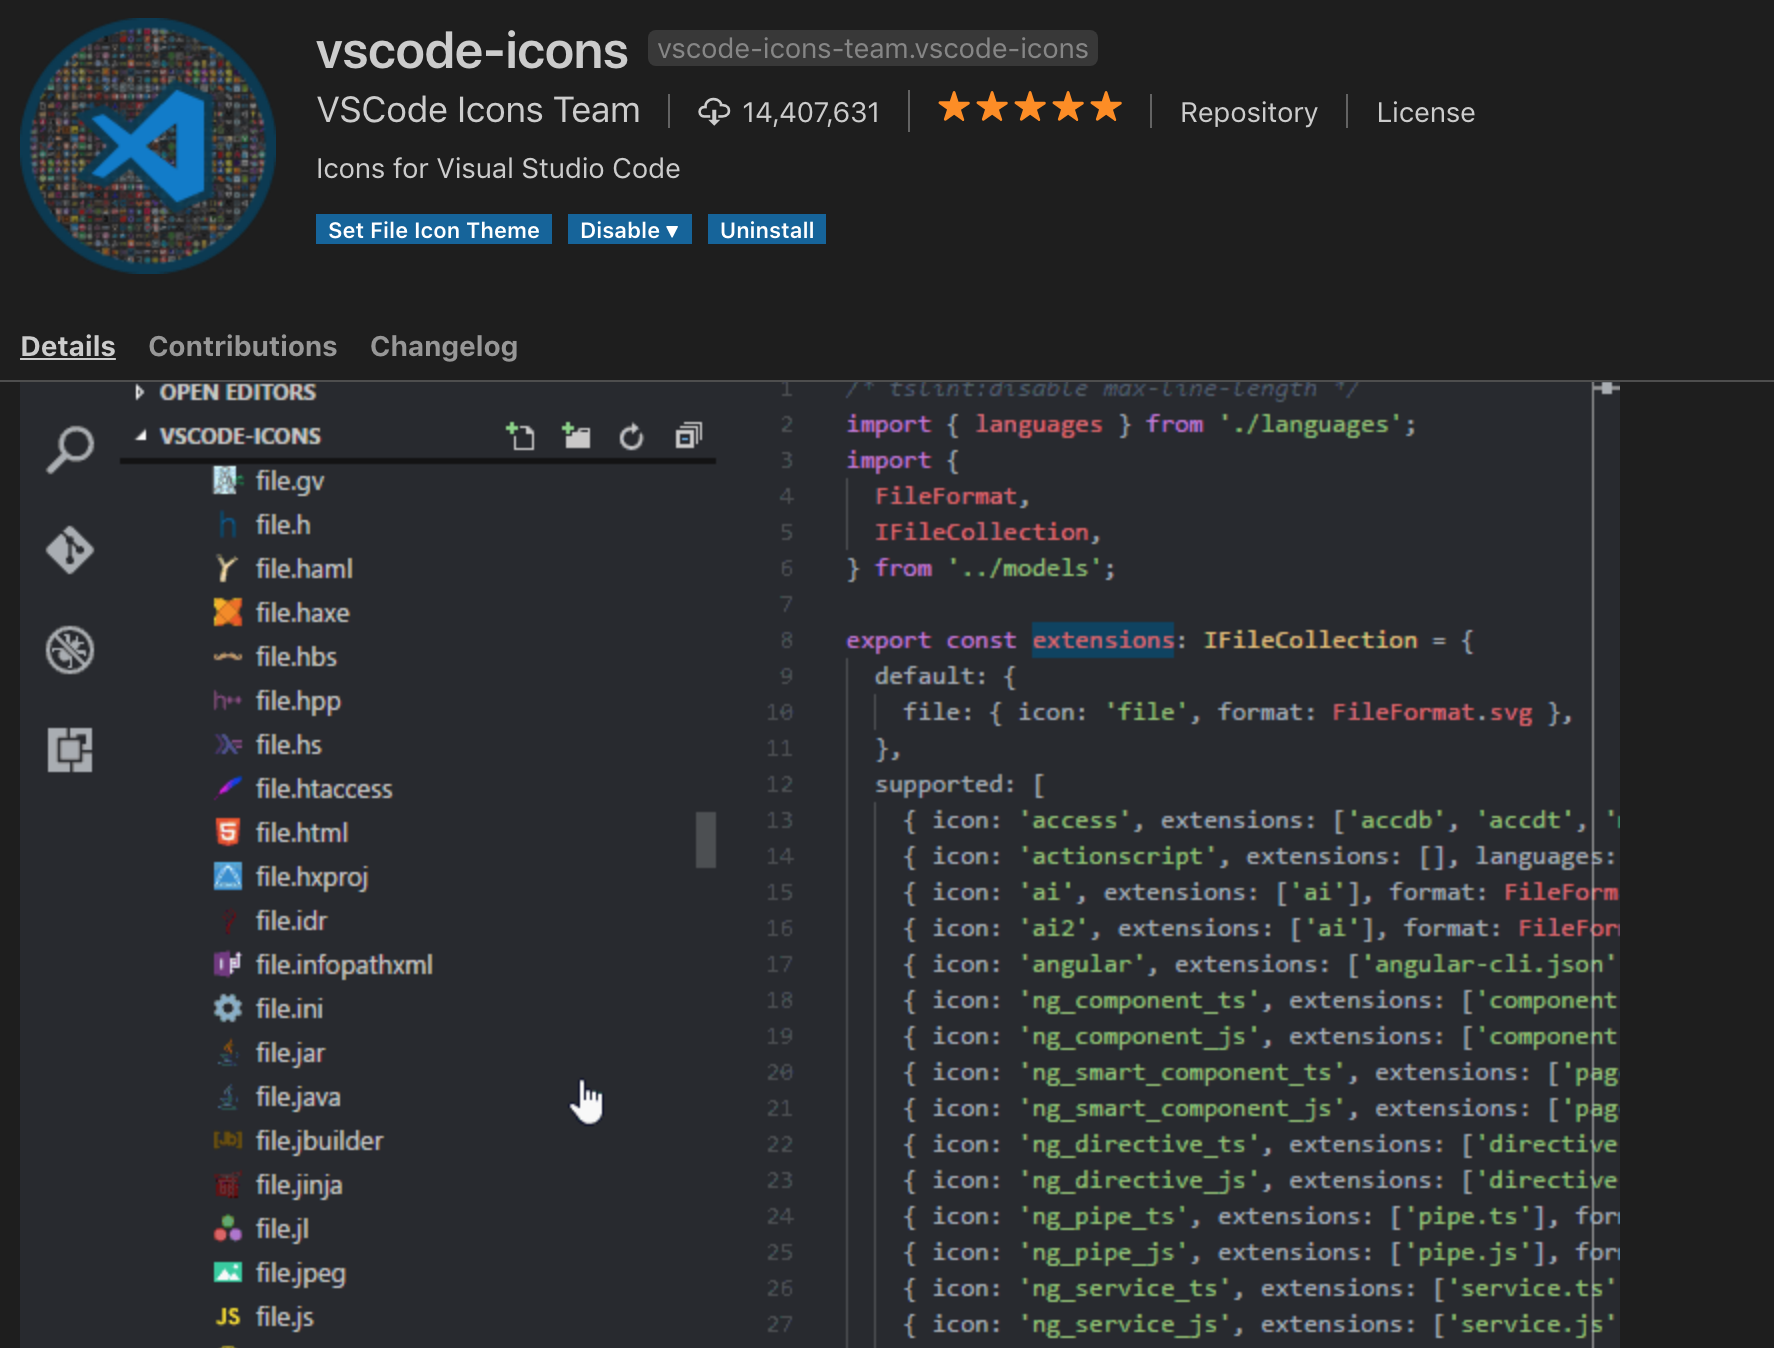 vscode-icons vscode-icons-team.vscode-icons
VSCode Icons Team 14,407,631 Repository License
Icons for Visual Studio Code
Set File Icon Theme Disable ▾ Uninstall
Details Contributions Changelog
OPEN EDITORS
VSCODE-ICONS
file.gv
file.h
file.haml
file.haxe
file.hbs
file.hpp
file.hs
file.htaccess
file.html
file.hxproj
file.idr
file.infopathxml
file.ini
file.jar
file.java
file.jbuilder
file.jinja
file.jl
file.jpeg
JS file.js
1 /* tslint:disable max-line-length */
2 import { languages } from './languages';
3 import {
4 FileFormat,
5 IFileCollection,
6 } from '../models';
7
8 export const extensions: IFileCollection = {
9 default: {
10 file: { icon: 'file', format: FileFormat.svg },
11 },
12 supported: [
13 { icon: 'access', extensions: ['accdb', 'accdt', '
14 { icon: 'actionscript', extensions: [], languages:
15 { icon: 'ai', extensions: ['ai'], format: FileForm
16 { icon: 'ai2', extensions: ['ai'], format: FileFor
17 { icon: 'angular', extensions: ['angular-cli.json'
18 { icon: 'ng_component_ts', extensions: ['component
19 { icon: 'ng_component_js', extensions: ['component
20 { icon: 'ng_smart_component_ts', extensions: ['pag
21 { icon: 'ng_smart_component_js', extensions: ['pag
22 { icon: 'ng_directive_ts', extensions: ['directive
23 { icon: 'ng_directive_js', extensions: ['directive
24 { icon: 'ng_pipe_ts', extensions: ['pipe.ts'], for
25 { icon: 'ng_pipe_js', extensions: ['pipe.js'], for
26 { icon: 'ng_service_ts', extensions: ['service.ts'
27 { icon: 'ng_service_js', extensions: ['service.js'